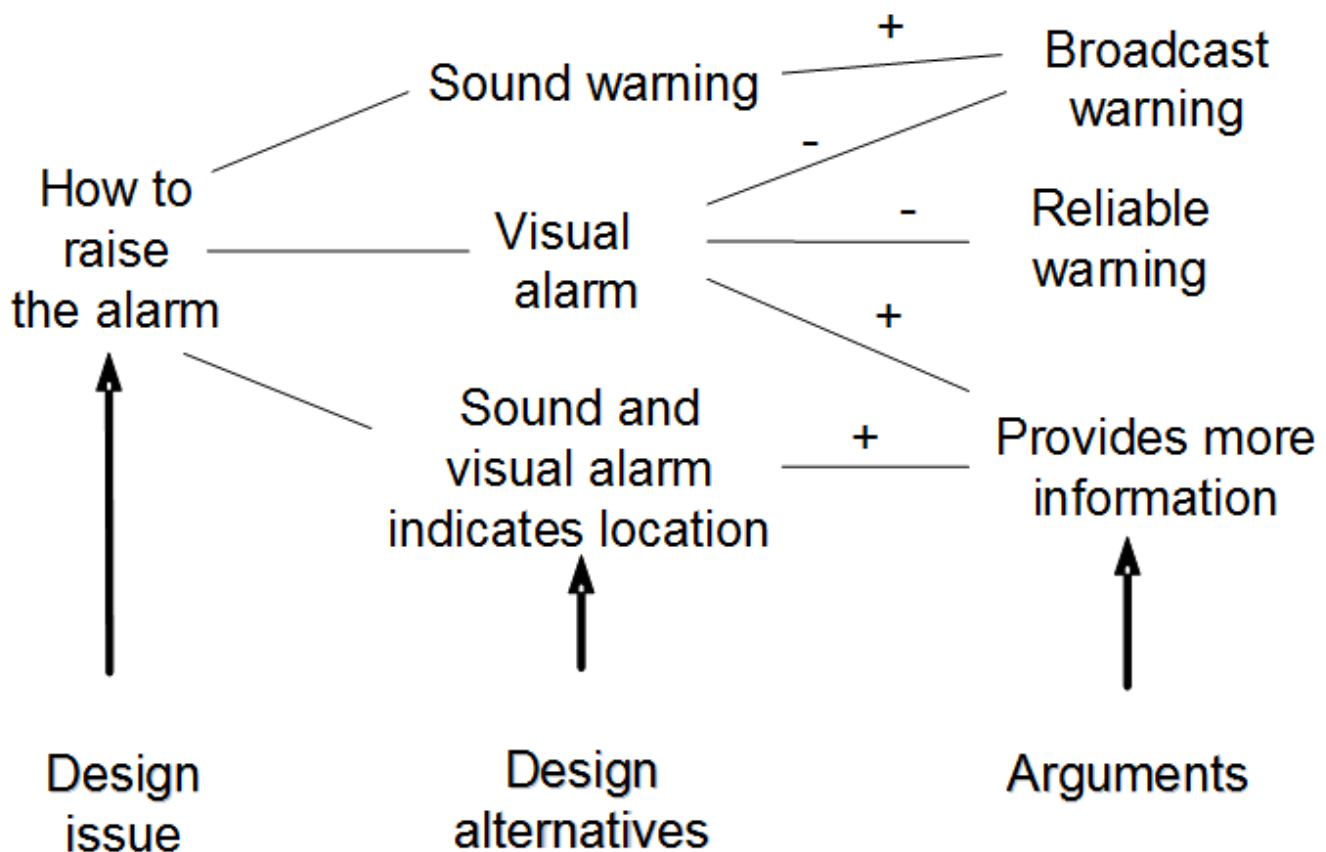 How to
raise
the alarm
Sound warning
Visual
alarm
Sound and
visual alarm
indicates location
+
-
-
+
+
Broadcast
warning
Reliable
warning
Provides more
information
Design
issue
Design
alternatives
Arguments